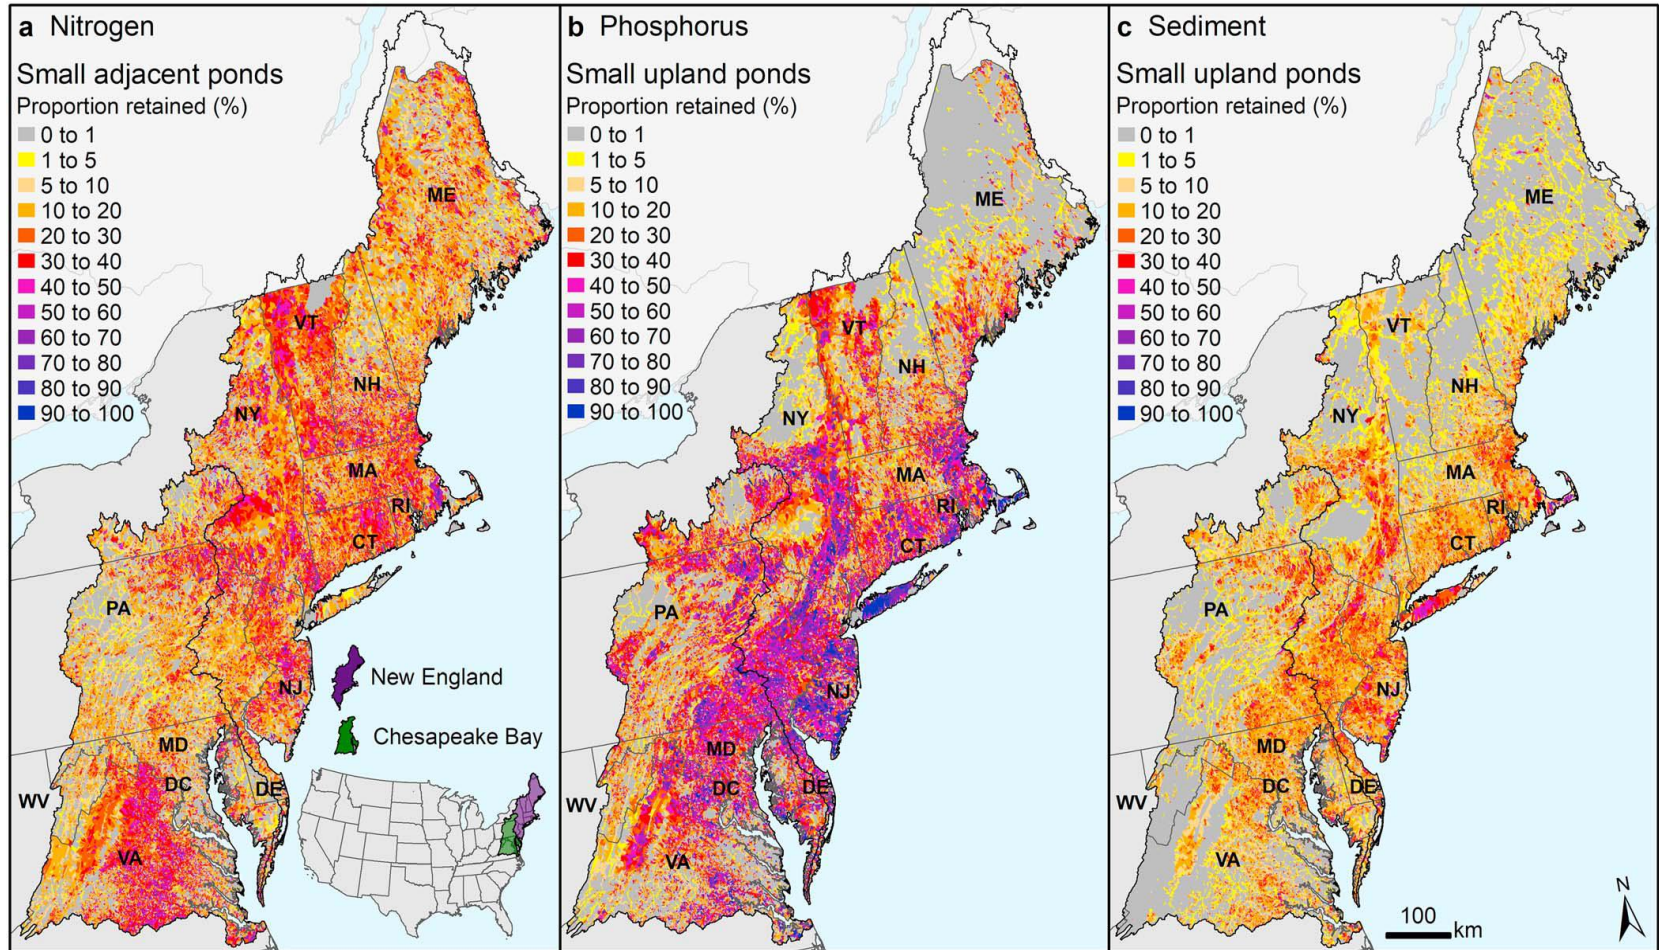 a Nitrogen
Small adjacent ponds
Proportion retained (%)
0 to 1
1 to 5
5 to 10
10 to 20
20 to 30
30 to 40
40 to 50
50 to 60
60 to 70
70 to 80
80 to 90
90 to 100
ME
VT
NH
NY
MA
RI
CT
PA
NJ
MD
DC
DE
WV
VA
New England
Chesapeake Bay
b Phosphorus
Small upland ponds
Proportion retained (%)
0 to 1
1 to 5
5 to 10
10 to 20
20 to 30
30 to 40
40 to 50
50 to 60
60 to 70
70 to 80
80 to 90
90 to 100
ME
VT
NH
NY
MA
RI
CT
PA
NJ
MD
DC
DE
WV
VA
c Sediment
Small upland ponds
Proportion retained (%)
0 to 1
1 to 5
5 to 10
10 to 20
20 to 30
30 to 40
40 to 50
50 to 60
60 to 70
70 to 80
80 to 90
90 to 100
ME
VT
NH
NY
MA
RI
CT
PA
NJ
MD
DC
DE
WV
VA
100
km
N